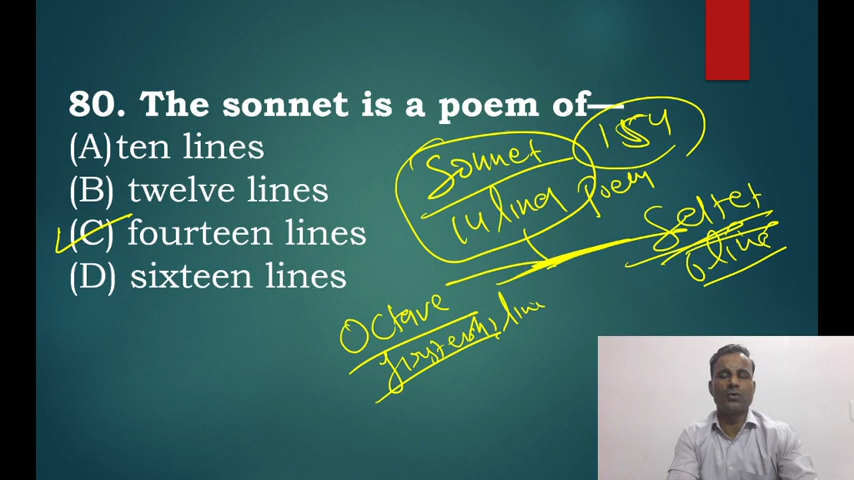 80. The sonnet is a poem of—
(A)ten lines
(B) twelve lines
(C) fourteen lines
(D) sixteen lines
Sonnet
154
14 line
Poem
6 line
Octave
line